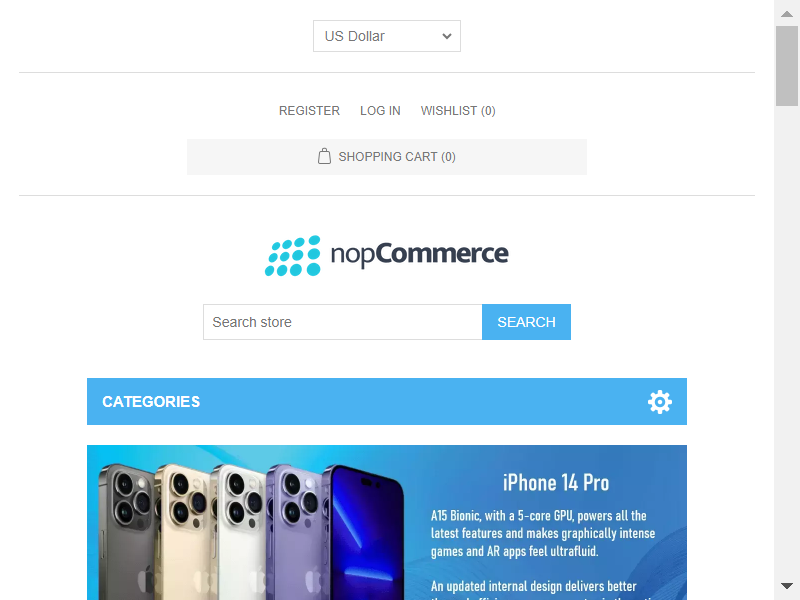 US Dollar
REGISTER LOG IN WISHLIST (0)
SHOPPING CART (0)
nopCommerce
Search store SEARCH
CATEGORIES
iPhone 14 Pro
A15 Bionic, with a 5-core GPU, powers all the
latest features and makes graphically intense
games and AR apps feel ultrafluid.
An updated internal design delivers better